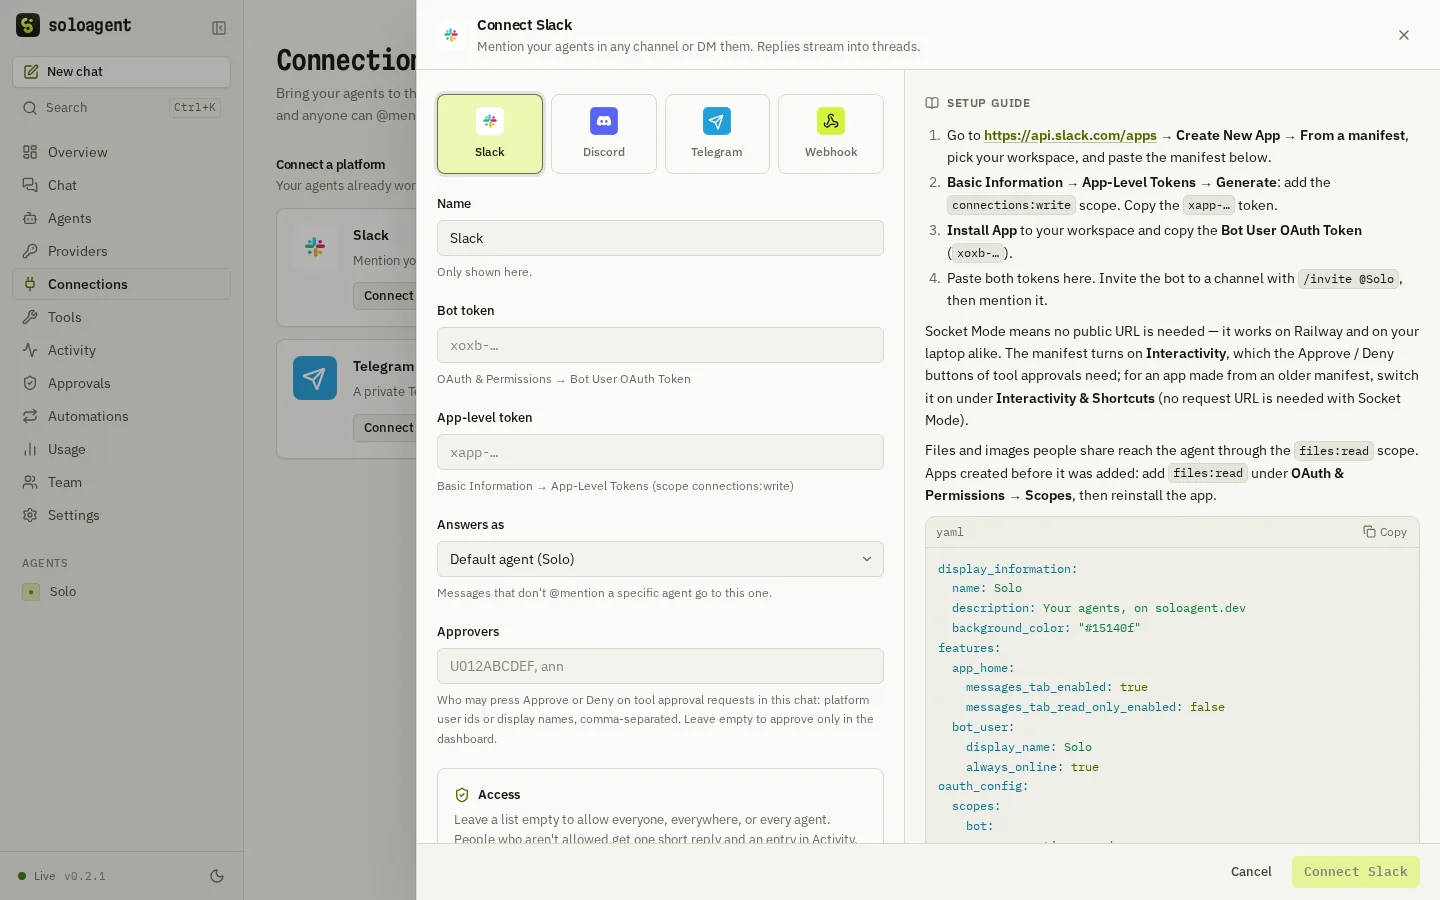 soloagent
New chat
Search
Ctrl+K
Overview
Chat
Agents
Providers
Connections
Tools
Activity
Approvals
Automations
Usage
Team
Settings
AGENTS
Solo
Live v0.2.1
Connection
Bring your agents to th
and anyone can @men
Connect a platform
Your agents already wor
Slack
Mention yo
Connect
Telegram
A private Te
Connect
Connect Slack
Mention your agents in any channel or DM them. Replies stream into threads.
Slack
Discord
Telegram
Webhook
Name
Slack
Only shown here.
Bot token
xoxb-…
OAuth & Permissions → Bot User OAuth Token
App-level token
xapp-…
Basic Information → App-Level Tokens (scope connections:write)
Answers as
Default agent (Solo)
Messages that don't @mention a specific agent go to this one.
Approvers
U012ABCDEF, ann
Who may press Approve or Deny on tool approval requests in this chat: platform
user ids or display names, comma-separated. Leave empty to approve only in the
dashboard.
Access
Leave a list empty to allow everyone, everywhere, or every agent.
People who aren't allowed get one short reply and an entry in Activity.
SETUP GUIDE
1. Go to https://api.slack.com/apps → Create New App → From a manifest,
pick your workspace, and paste the manifest below.
2. Basic Information → App-Level Tokens → Generate: add the
connections:write scope. Copy the xapp-… token.
3. Install App to your workspace and copy the Bot User OAuth Token
(xoxb-…).
4. Paste both tokens here. Invite the bot to a channel with /invite @Solo,
then mention it.
Socket Mode means no public URL is needed — it works on Railway and on your
laptop alike. The manifest turns on Interactivity, which the Approve / Deny
buttons of tool approvals need; for an app made from an older manifest, switch
it on under Interactivity & Shortcuts (no request URL is needed with Socket
Mode).
Files and images people share reach the agent through the files:read scope.
Apps created before it was added: add files:read under OAuth &
Permissions → Scopes, then reinstall the app.
yaml
Copy
display_information:
name: Solo
description: Your agents, on soloagent.dev
background_color: "#15140f"
features:
app_home:
messages_tab_enabled: true
messages_tab_read_only_enabled: false
bot_user:
display_name: Solo
always_online: true
oauth_config:
scopes:
bot:
Cancel
Connect Slack